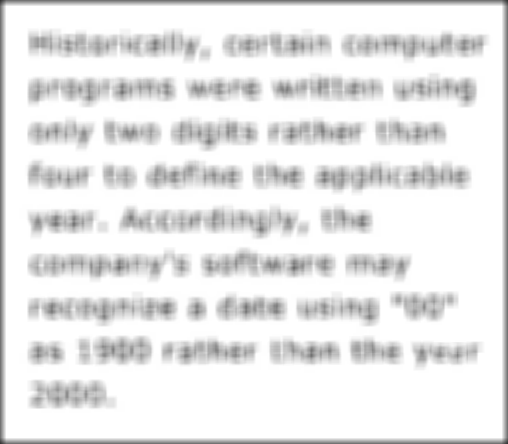 Historically, certain computer
programs were written using
only two digits rather than
four to define the applicable
year. Accordingly, the
company's software may
recognize a date using "00"
as 1900 rather than the year
2000.